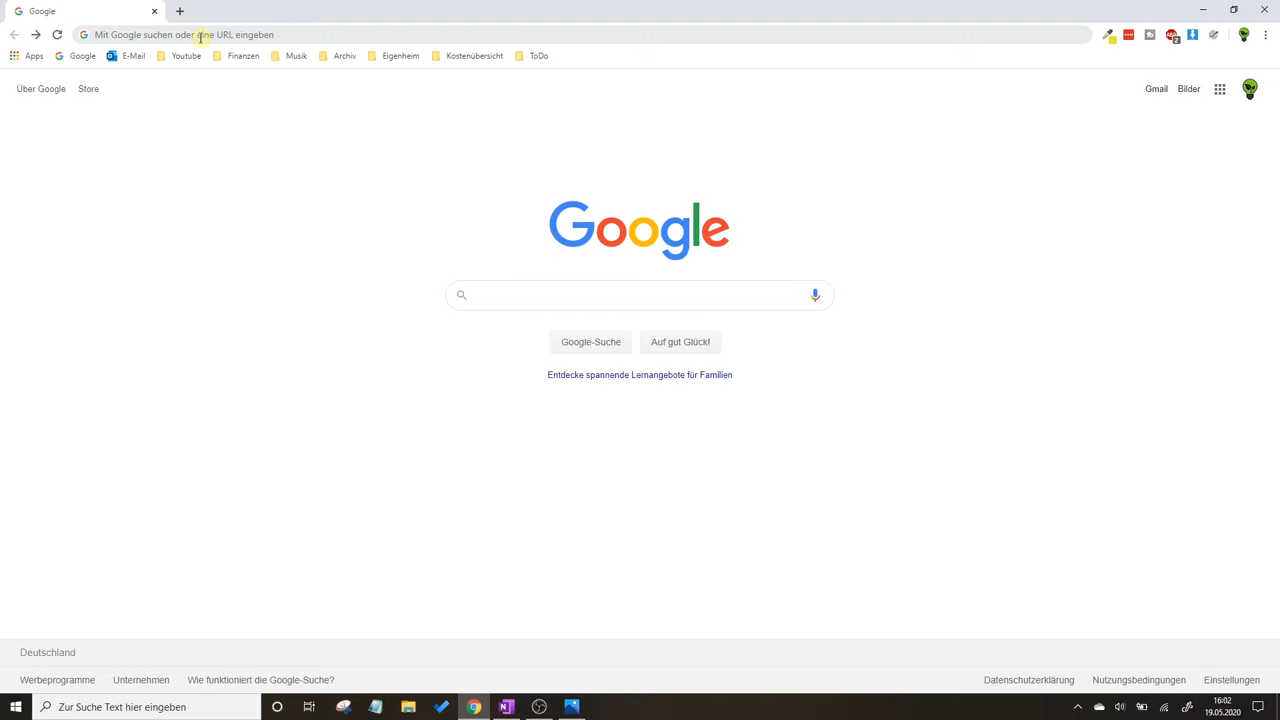 Google
Mit Google suchen oder eine URL eingeben
Apps Google E-Mail Youtube Finanzen Musik Archiv Eigenheim Kostenübersicht ToDo
Über Google Store Gmail Bilder
Google
Google-Suche Auf gut Glück!
Entdecke spannende Lernangebote für Familien
Deutschland
Werbeprogramme Unternehmen Wie funktioniert die Google-Suche? Datenschutzerklärung Nutzungsbedingungen Einstellungen
Zur Suche Text hier eingeben
16:02
19.05.2020